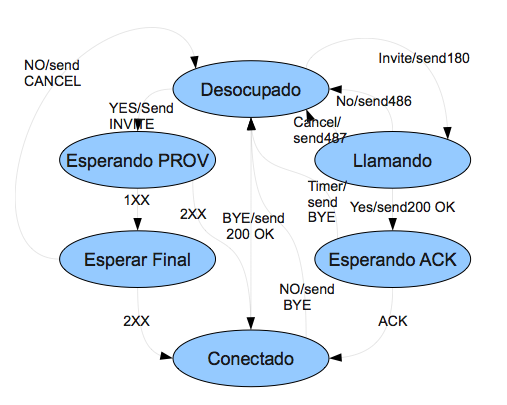 NO/send
CANCEL
Invite/send180
Desocupado
YES/Send
INVITE
No/send486
Cancel/
send487
Esperando PROV
Llamando
1XX
2XX
Timer/
send
BYE
BYE/send
200 OK
Yes/send200 OK
Esperar Final
Esperando ACK
NO/send
BYE
2XX
ACK
Conectado